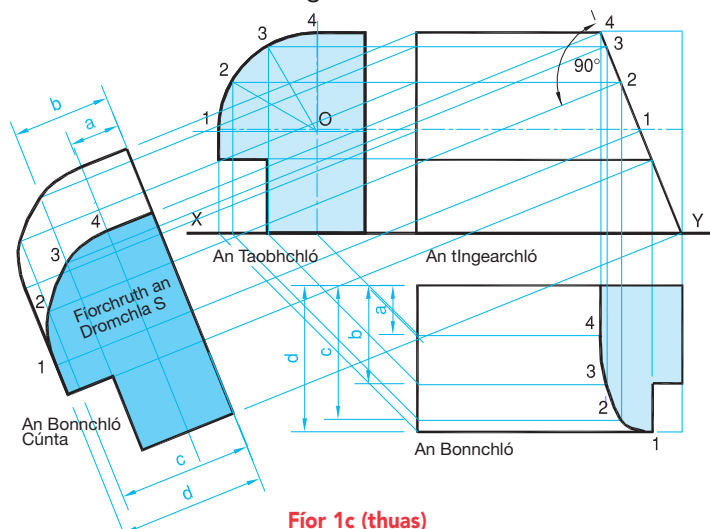 4
3
2
1
O
X
An Taobhchló
4
3
2
1
90°
Y
An tIngearchló
b
a
4
3
2
1
Fíorchruth an
Dromchla S
An Bonnchló
Cúnta
c
d
d
c
b
a
4
3
2
1
An Bonnchló
Fíor 1c (thuas)